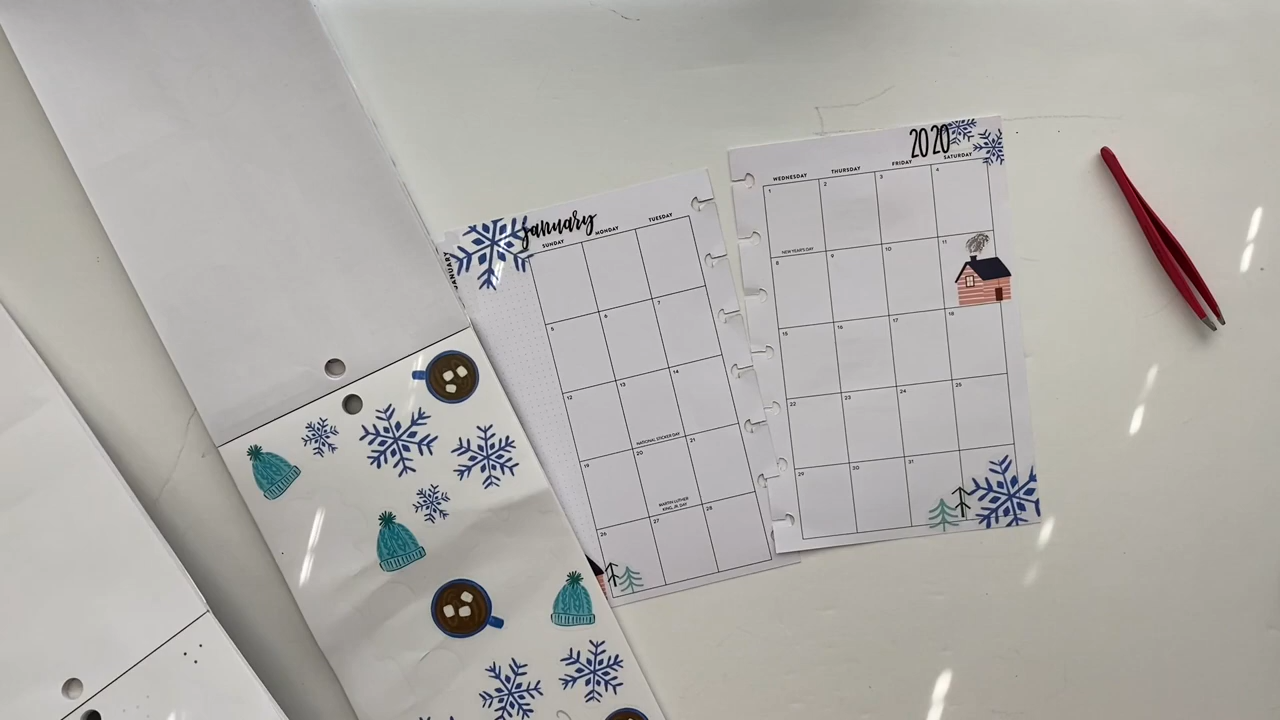 January
SUNDAY MONDAY TUESDAY
5 6 7
12 13 14
NATIONAL STICKER DAY
19 20 21
MARTIN LUTHER
KING, JR. DAY
26 27 28
2020
WEDNESDAY THURSDAY FRIDAY SATURDAY
1 2 3 4
NEW YEAR'S DAY
8 9 10 11
15 16 17 18
22 23 24 25
29 30 31